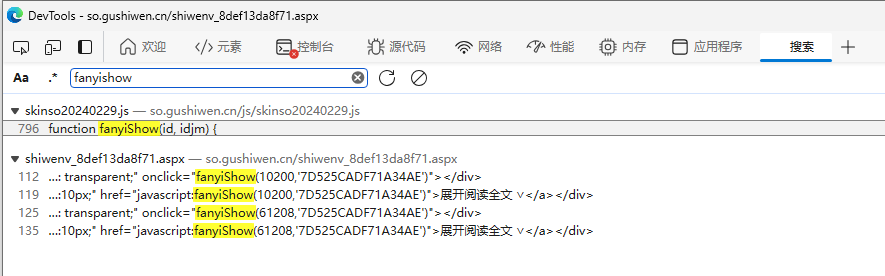 DevTools - so.gushiwen.cn/shiwenv_8def13da8f71.aspx
欢迎 </> 元素 控制台 源代码 网络 性能 内存 应用程序 搜索
Aa .* fanyishow
skinso20240229.js — so.gushiwen.cn/js/skinso20240229.js
796 function fanyiShow(id, idjm) {
shiwenv_8def13da8f71.aspx — so.gushiwen.cn/shiwenv_8def13da8f71.aspx
112 ...: transparent;" onclick="fanyiShow(10200,'7D525CADF71A34AE')"></div>
119 ...:10px;" href="javascript:fanyiShow(10200,'7D525CADF71A34AE')">展开阅读全文 ∨</a></div>
125 ...: transparent;" onclick="fanyiShow(61208,'7D525CADF71A34AE')"></div>
135 ...:10px;" href="javascript:fanyiShow(61208,'7D525CADF71A34AE')">展开阅读全文 ∨</a></div>